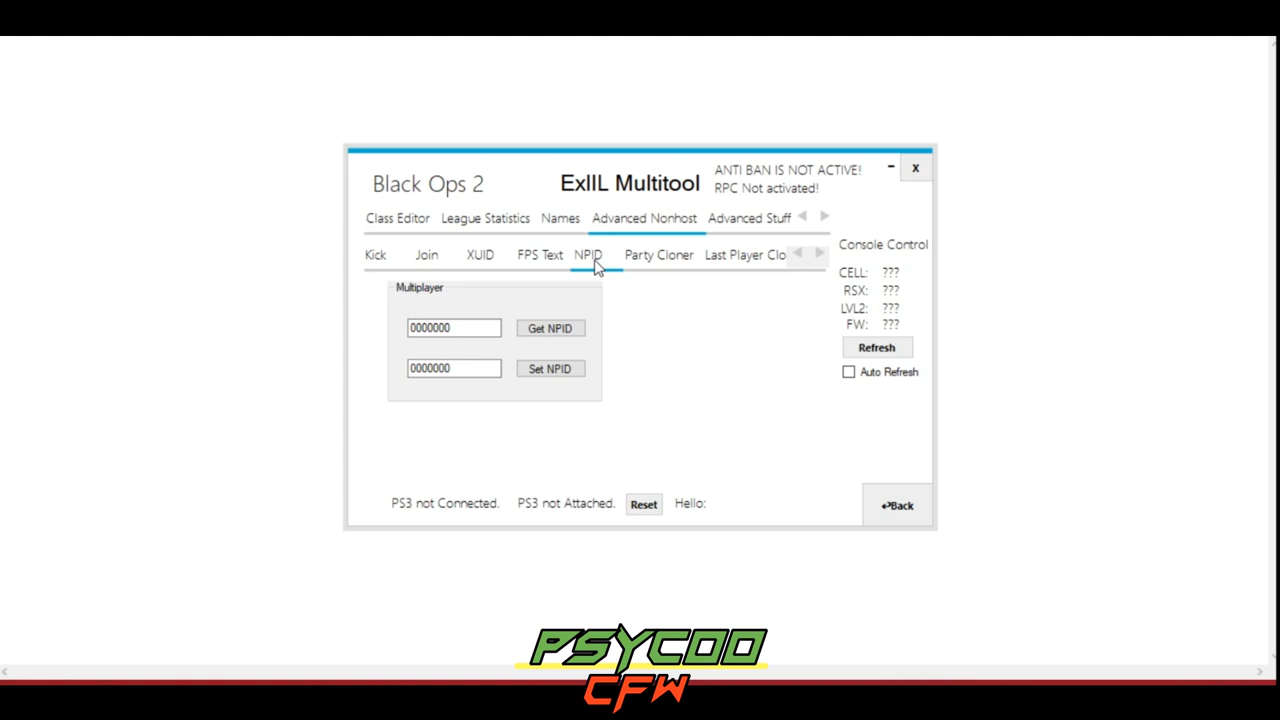 Black Ops 2
ExIIL Multitool
ANTI BAN IS NOT ACTIVE!
RPC Not activated!
- x
Class Editor League Statistics Names Advanced Nonhost Advanced Stuff
Kick Join XUID FPS Text NPID Party Cloner Last Player Clo
Console Control
CELL: ???
RSX: ???
LVL2: ???
FW: ???
Refresh
Auto Refresh
Multiplayer
0000000 Get NPID
0000000 Set NPID
PS3 not Connected. PS3 not Attached. Reset Hello:
Back
PSYCOO
CFW